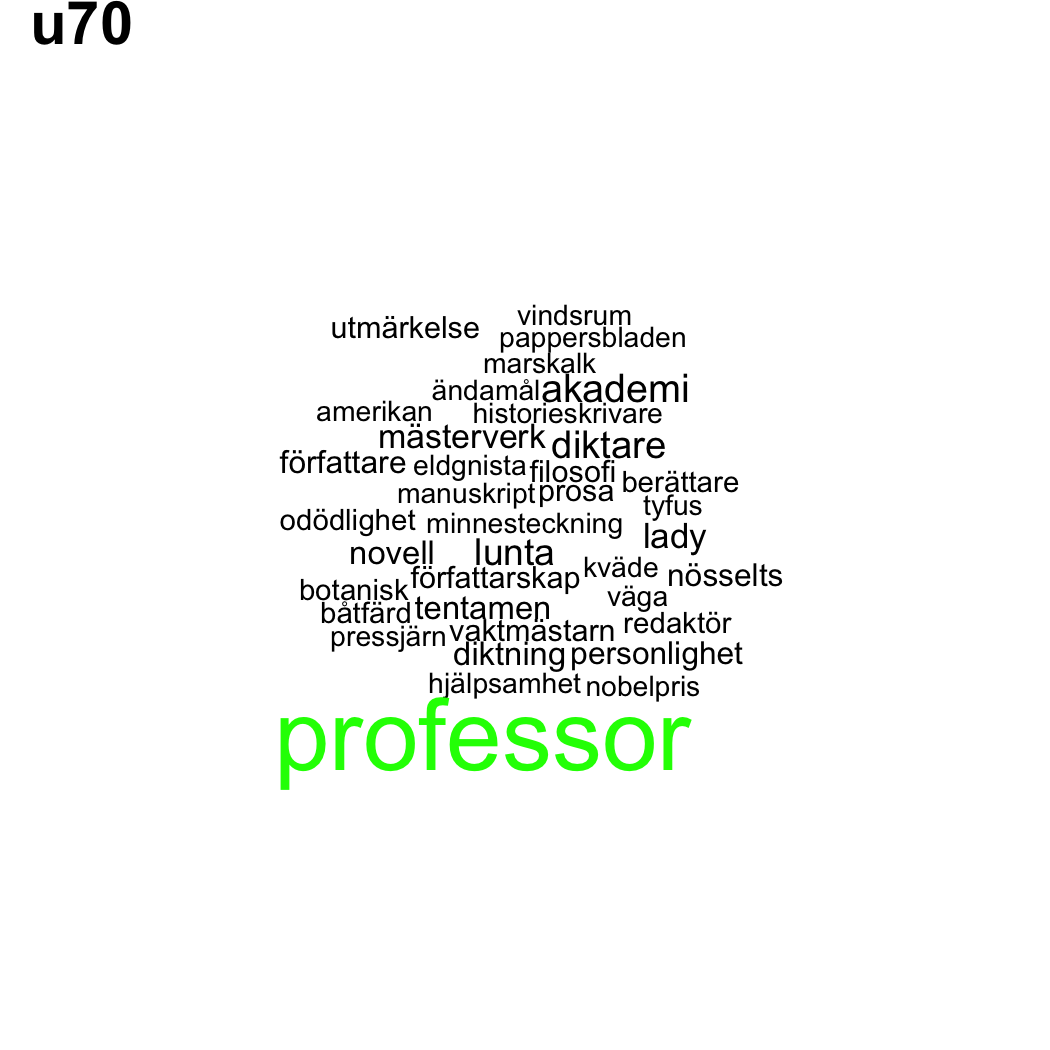 u70
vindsrum
utmärkelse
pappersbladen
marskalk
ändamål akademi
amerikan historieskrivare
mästerverk diktare
författare eldgnista filosofi
manuskript prosa berättare
tyfus
odödlighet minnesteckning
lady
novell lunta
författarskap kväde nösselts
botanisk väga
båtfärd tentamen
pressjärn vaktmästarn redaktör
diktning personlighet
hjälpsamhet nobelpris
professor